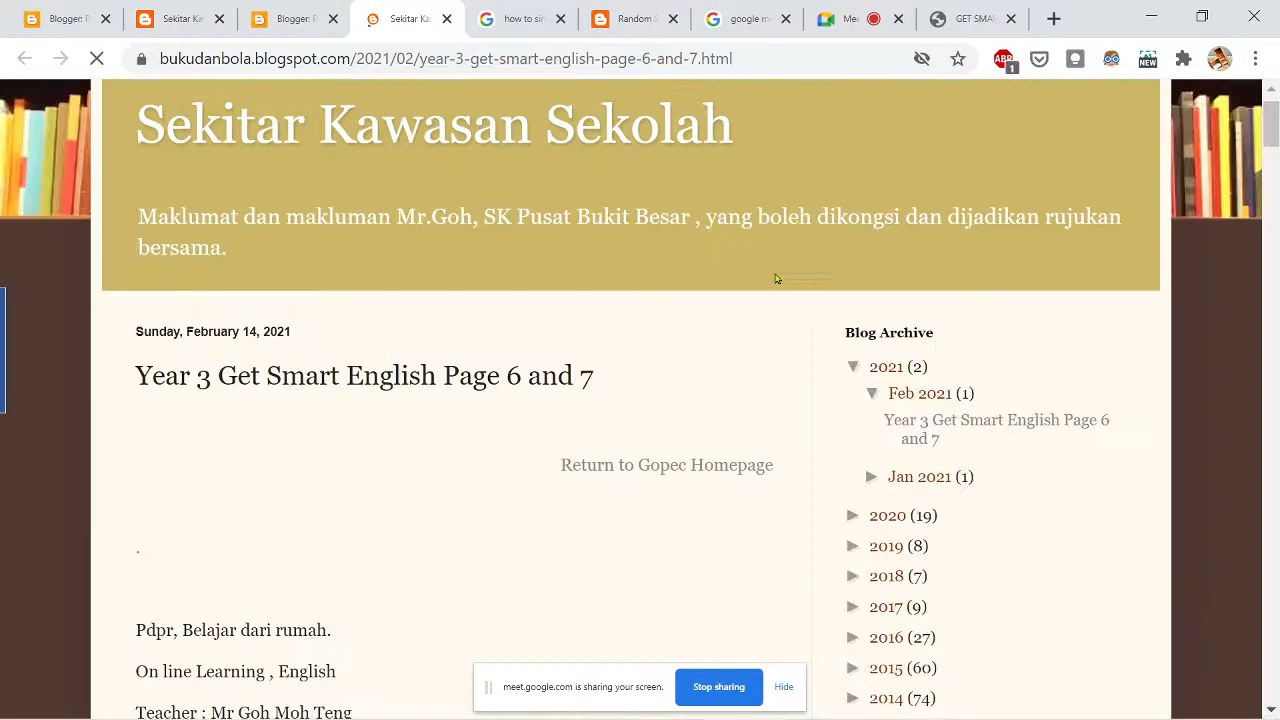 Blogger: P
Sekitar Ka
Blogger: P
Sekitar Ka
how to sin
Random S
google me
Mee
GET SMA
bukudanbola.blogspot.com/2021/02/year-3-get-smart-english-page-6-and-7.html
ABP
1
NEW
Sekitar Kawasan Sekolah
Maklumat dan makluman Mr.Goh, SK Pusat Bukit Besar , yang boleh dikongsi dan dijadikan rujukan
bersama.
Sunday, February 14, 2021
Year 3 Get Smart English Page 6 and 7
Return to Gopec Homepage
.
Pdpr, Belajar dari rumah.
On line Learning , English
Teacher : Mr Goh Moh Teng
Blog Archive
▼ 2021 (2)
▼ Feb 2021 (1)
Year 3 Get Smart English Page 6
and 7
► Jan 2021 (1)
► 2020 (19)
► 2019 (8)
► 2018 (7)
► 2017 (9)
► 2016 (27)
► 2015 (60)
► 2014 (74)
meet.google.com is sharing your screen.
Stop sharing
Hide